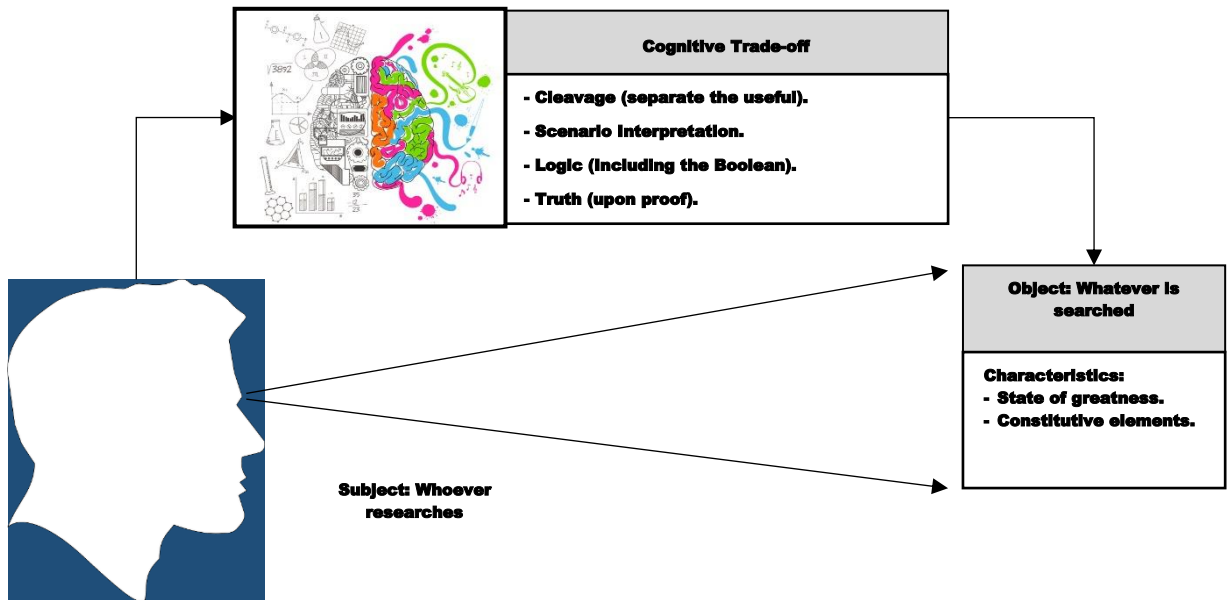 Cognitive Trade-off
- Cleavage (separate the useful).
- Scenario Interpretation.
- Logic (Including the Boolean).
- Truth (upon proof).
Object: Whatever is
searched
Characteristics:
- State of greatness.
- Constitutive elements.
Subject: Whoever
researches